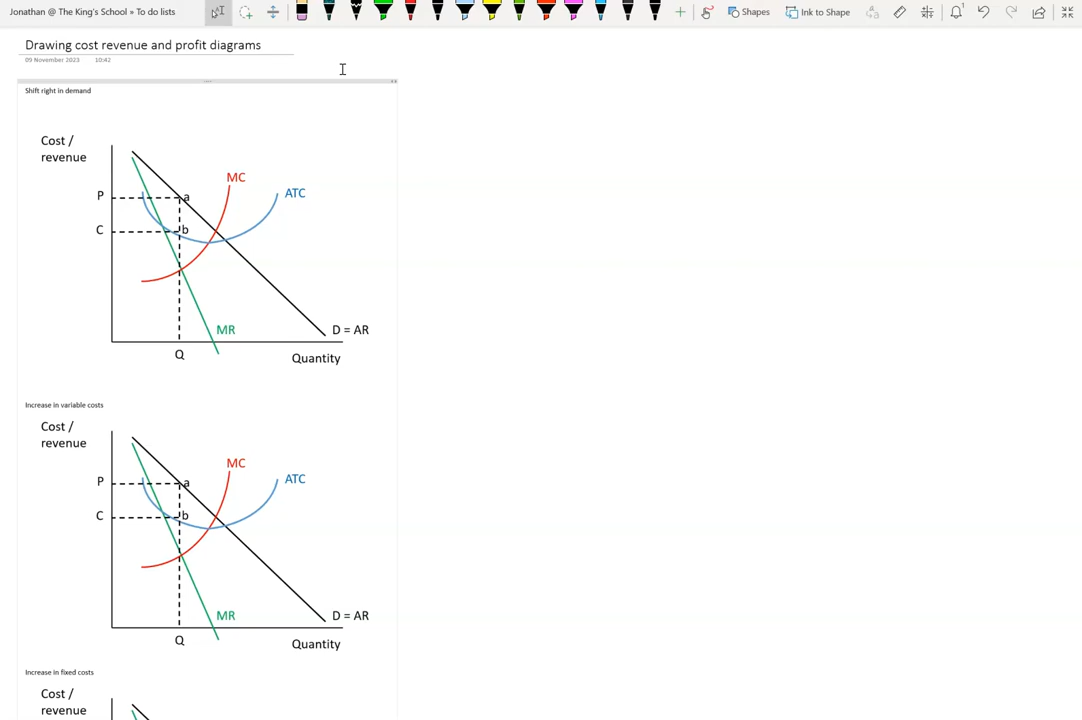 Jonathan @ The King's School » To do lists
Shapes
Ink to Shape
Drawing cost revenue and profit diagrams
09 November 2023 10:42
Shift right in demand
Cost /
revenue
MC
ATC
P
a
C
b
MR
D = AR
Q
Quantity
Increase in variable costs
Cost /
revenue
MC
ATC
P
a
C
b
MR
D = AR
Q
Quantity
Increase in fixed costs
Cost /
revenue